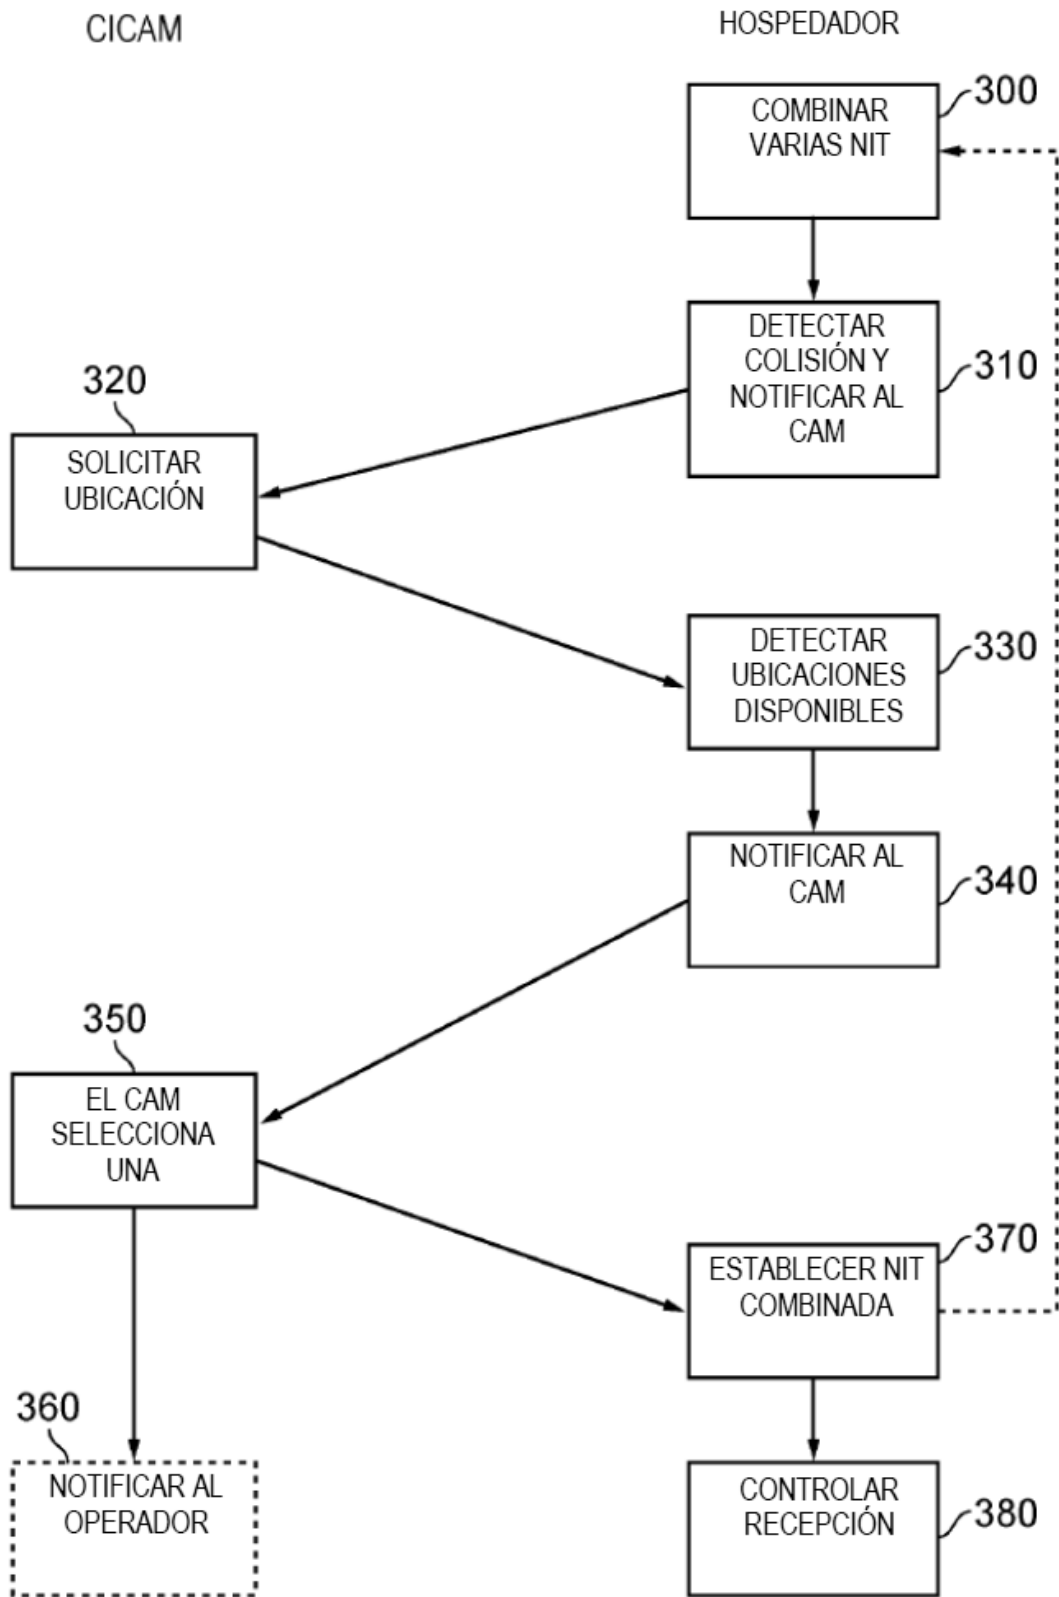 CICAM
HOSPEDADOR
300
COMBINAR
VARIAS NIT
DETECTAR
COLISIÓN Y
NOTIFICAR AL
CAM
310
320
SOLICITAR
UBICACIÓN
DETECTAR
UBICACIONES
DISPONIBLES
330
NOTIFICAR AL
CAM
340
350
EL CAM
SELECCIONA
UNA
370
ESTABLECER NIT
COMBINADA
360
NOTIFICAR AL
OPERADOR
CONTROLAR
RECEPCIÓN
380